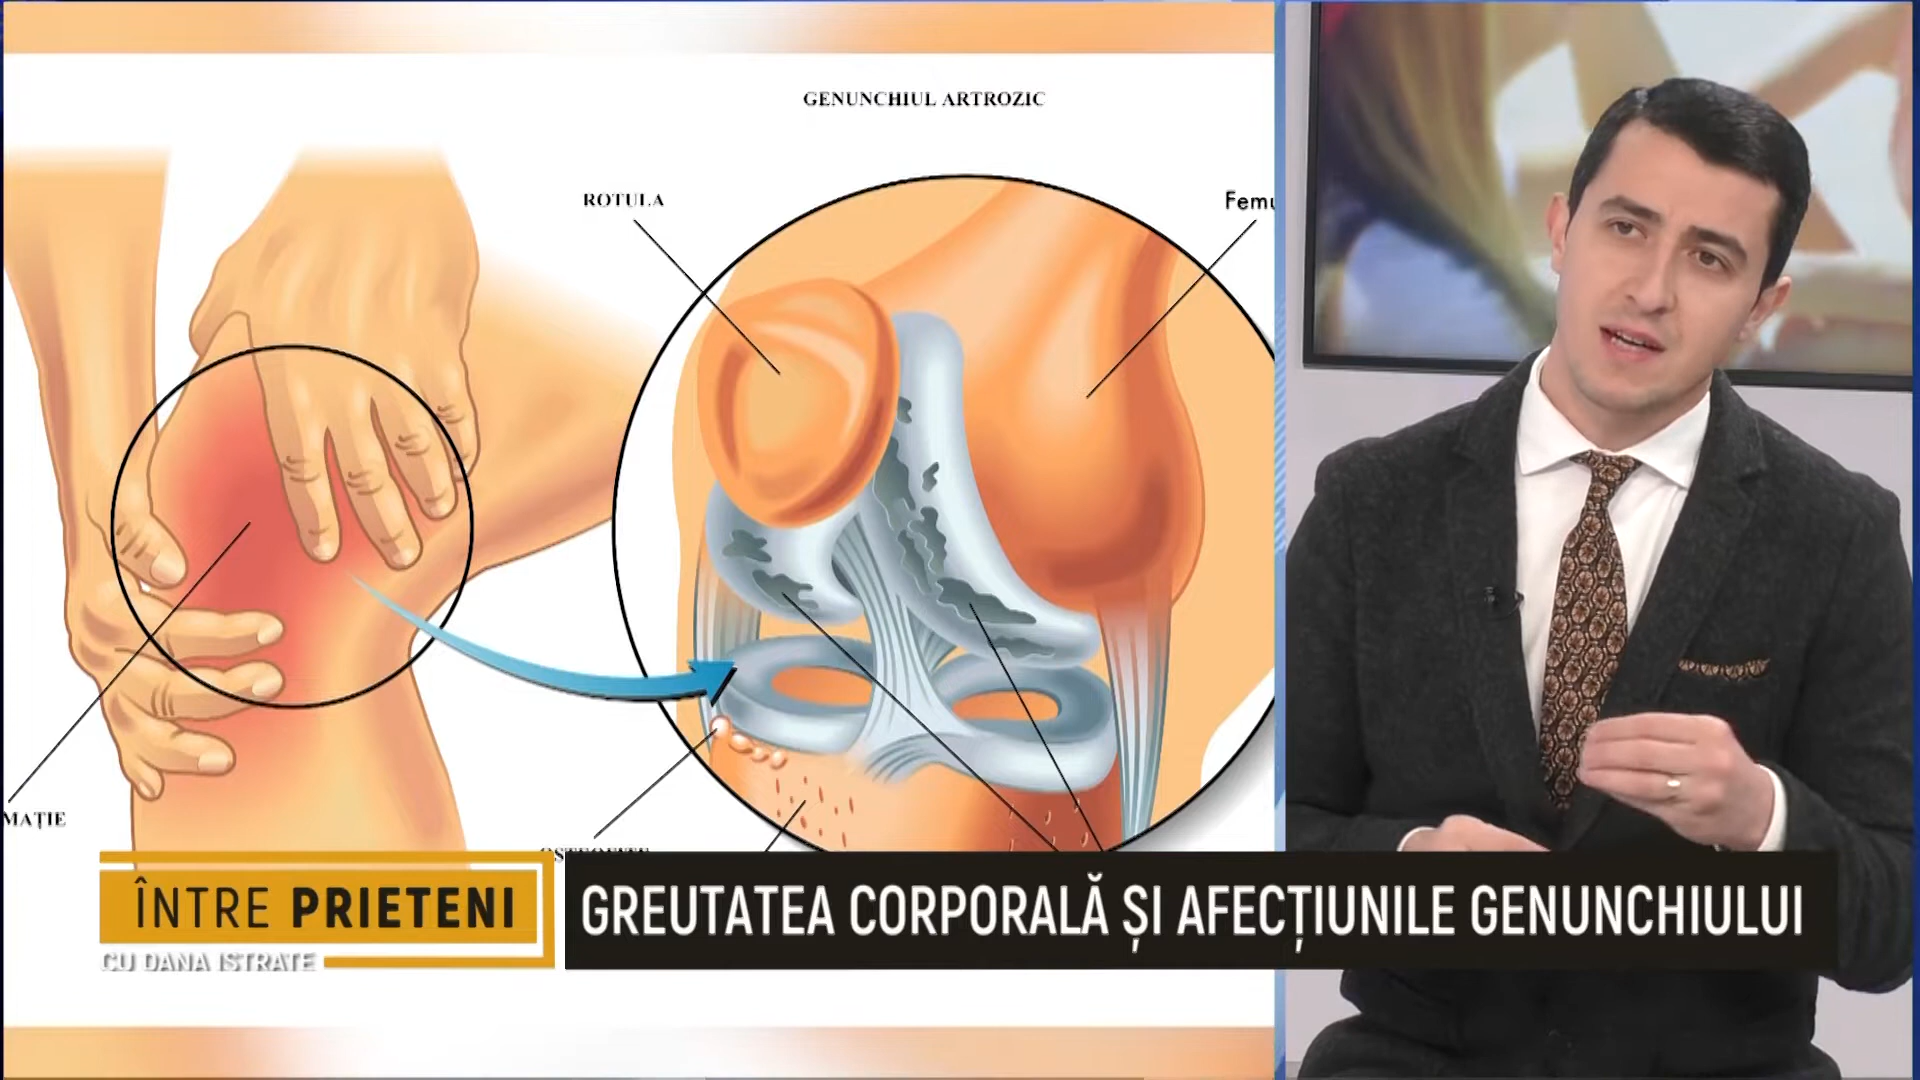 GENUNCHIUL ARTROZIC
ROTULA
Femu
MAȚIE
ÎNTRE PRIETENI
CU DANA ISTRATE
GREUTATEA CORPORALĂ ȘI AFECȚIUNILE GENUNCHIULUI